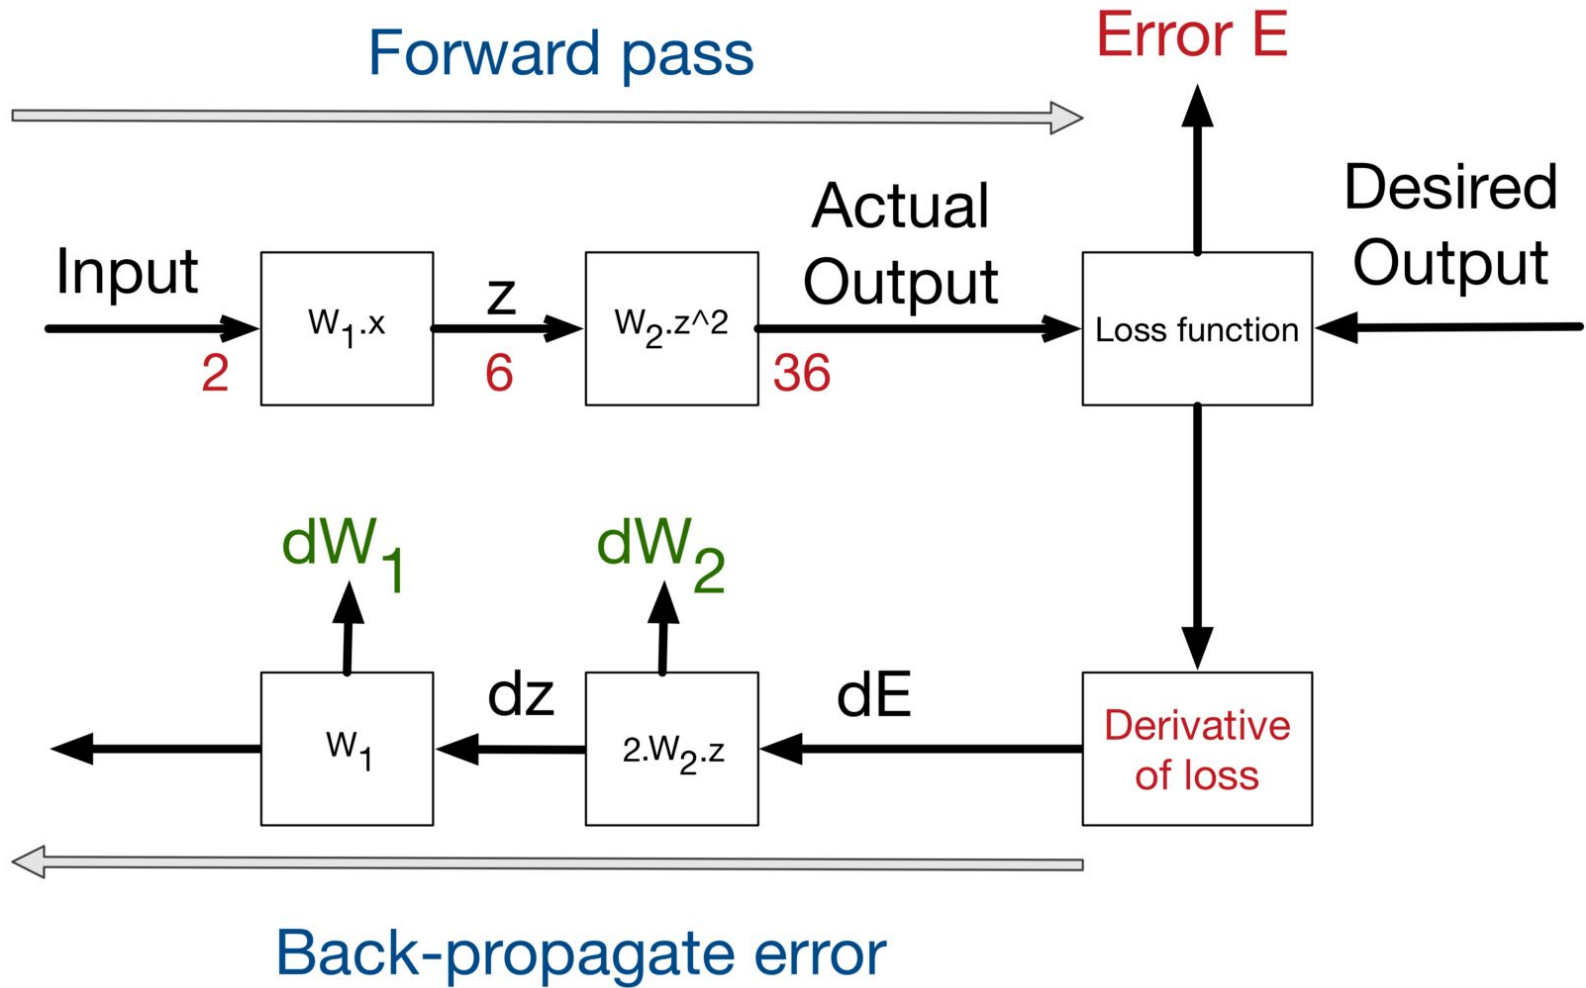 Forward pass
Error E
Input
2
W₁.x
z
6
W₂.z^2
Actual
Output
36
Loss function
Desired
Output
dW₁
dW₂
W₁
dz
2.W₂.z
dE
Derivative
of loss
Back-propagate error